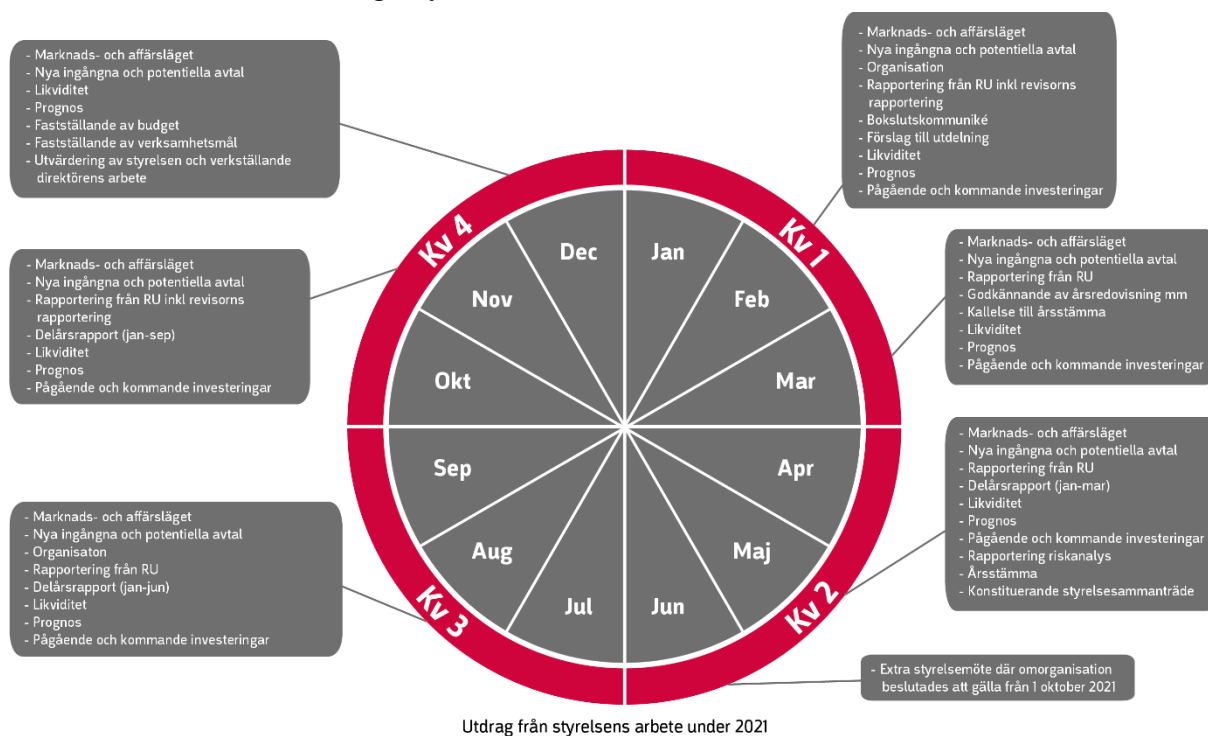 - Marknads- och affärsläget
- Nya ingångna och potentiella avtal
- Likviditet
- Prognos
- Fastställande av budget
- Fastställande av verksamhetsmål
- Utvärdering av styrelsen och verkställande
direktörens arbete
- Marknads- och affärsläget
- Nya ingångna och potentiella avtal
- Organisation
- Rapportering från RU inkl revisorns
rapportering
- Bokslutskommuniké
- Förslag till utdelning
- Likviditet
- Prognos
- Pågående och kommande investeringar
- Marknads- och affärsläget
- Nya ingångna och potentiella avtal
- Rapportering från RU inkl revisorns
rapportering
- Delårsrapport (jan-sep)
- Likviditet
- Prognos
- Pågående och kommande investeringar
- Marknads- och affärsläget
- Nya ingångna och potentiella avtal
- Rapportering från RU
- Godkännande av årsredovisning mm
- Kallelse till årsstämma
- Likviditet
- Prognos
- Pågående och kommande investeringar
Kv 4
Kv 1
Dec
Jan
Nov
Feb
Okt
Mar
Sep
Apr
Aug
Maj
Jul
Jun
Kv 3
Kv 2
- Marknads- och affärsläget
- Nya ingångna och potentiella avtal
- Organisaton
- Rapportering från RU
- Delårsrapport (jan-jun)
- Likviditet
- Prognos
- Pågående och kommande investeringar
- Marknads- och affärsläget
- Nya ingångna och potentiella avtal
- Rapportering från RU
- Delårsrapport (jan-mar)
- Likviditet
- Prognos
- Pågående och kommande investeringar
- Rapportering riskanalys
- Årsstämma
- Konstituerande styrelsesammanträde
- Extra styrelsemöte där omorganisation
beslutades att gälla från 1 oktober 2021
Utdrag från styrelsens arbete under 2021